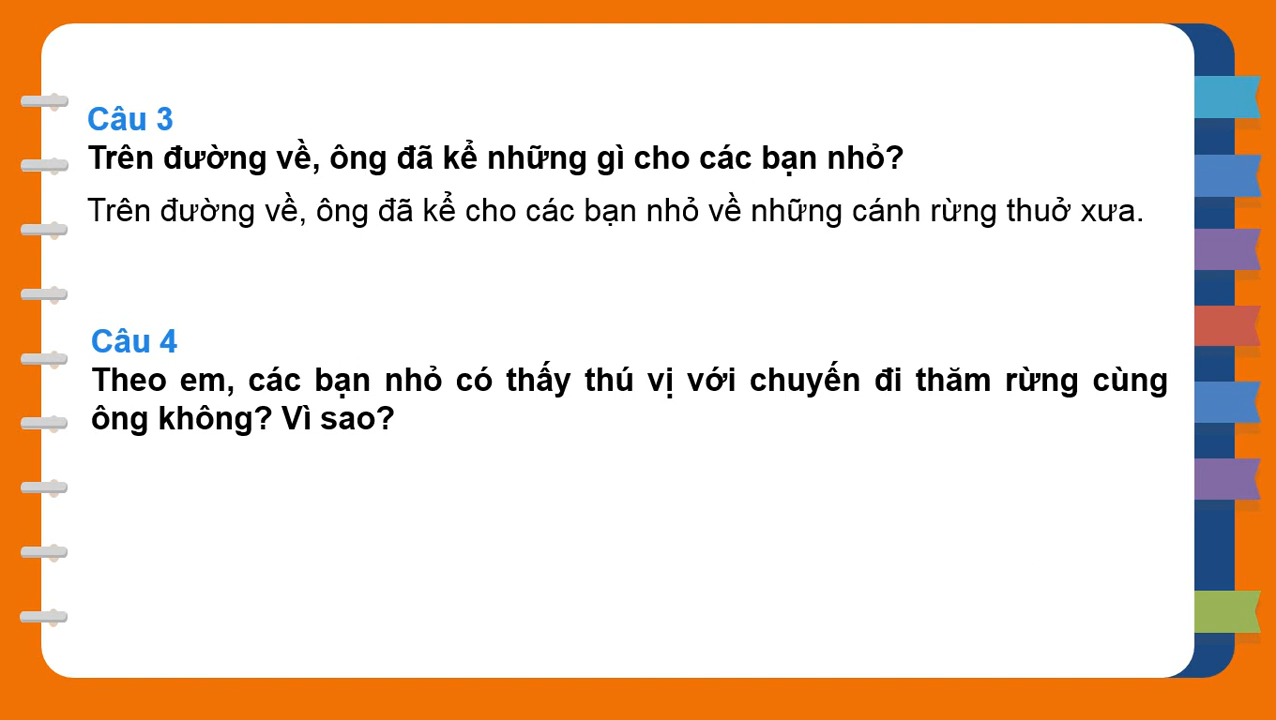 Câu 3
Trên đường về, ông đã kể những gì cho các bạn nhỏ?
Trên đường về, ông đã kể cho các bạn nhỏ về những cánh rừng thuở xưa.
Câu 4
Theo em, các bạn nhỏ có thấy thú vị với chuyến đi thăm rừng cùng
ông không? Vì sao?